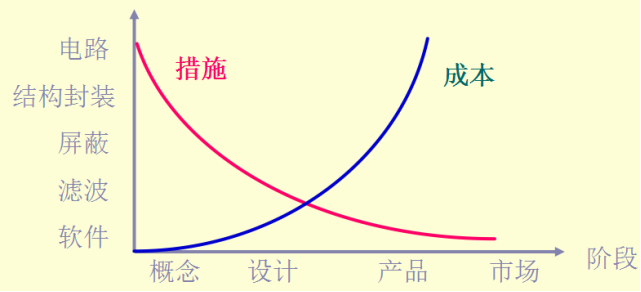 电路
措施
成本
结构封装
屏蔽
滤波
软件
阶段
概念
设计
产品
市场